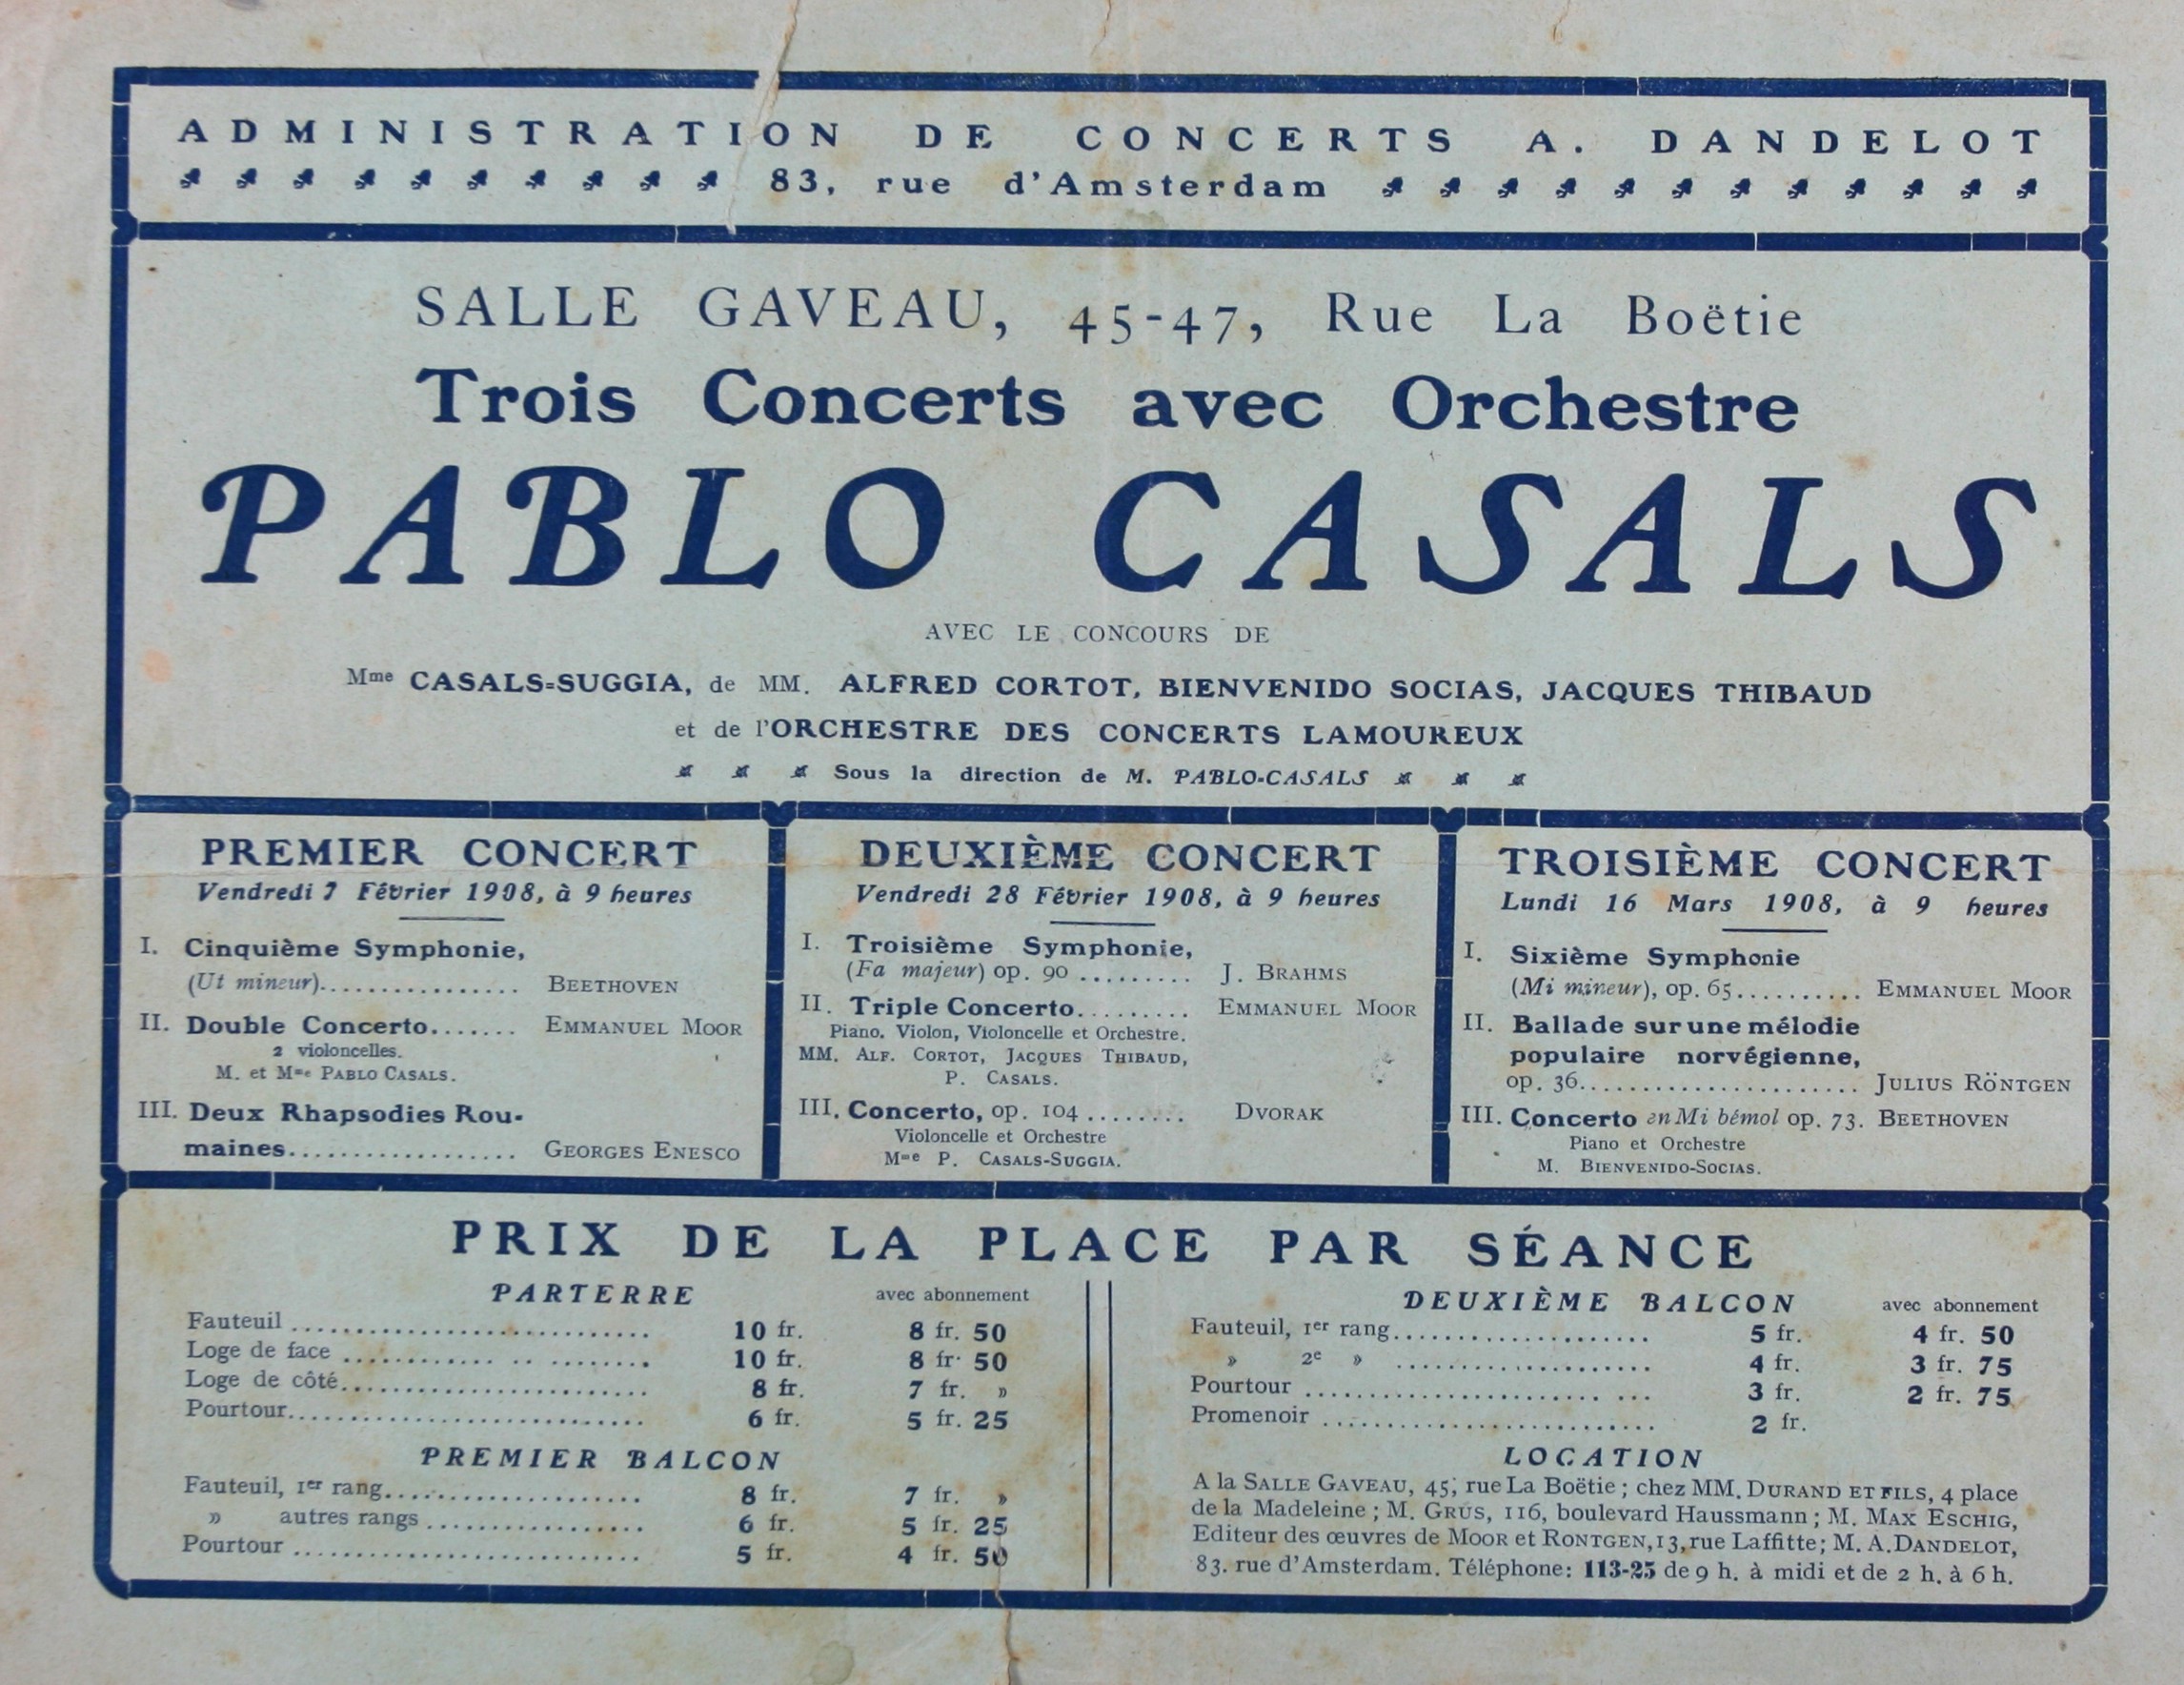 ADMINISTRATION DE CONCERTS A. DANDELOT
83, rue d'Amsterdam
SALLE GAVEAU, 45-47, Rue La Boëtie
Trois Concerts avec Orchestre
PABLO CASALS
AVEC LE CONCOURS DE
Mme CASALS=SUGGIA, de MM. ALFRED CORTOT, BIENVENIDO SOCIAS, JACQUES THIBAUD
et de l'ORCHESTRE DES CONCERTS LAMOUREUX
Sous la direction de M. PABLO-CASALS
PREMIER CONCERT
Vendredi 7 Février 1908, à 9 heures
I. Cinquième Symphonie,
(Ut mineur)................ BEETHOVEN
II. Double Concerto....... EMMANUEL MOOR
2 violoncelles.
M. et Mme PABLO CASALS.
III. Deux Rhapsodies Rou-
maines.................. GEORGES ENESCO
DEUXIÈME CONCERT
Vendredi 28 Février 1908, à 9 heures
I. Troisième Symphonie,
(Fa majeur) op. 90 ......... J. BRAHMS
II. Triple Concerto......... EMMANUEL MOOR
Piano. Violon, Violoncelle et Orchestre.
MM. ALF. CORTOT, JACQUES THIBAUD,
P. CASALS.
III. Concerto, op. 104 ........ DVORAK
Violoncelle et Orchestre
Mme P. CASALS-SUGGIA.
TROISIÈME CONCERT
Lundi 16 Mars 1908, à 9 heures
I. Sixième Symphonie
(Mi mineur), op. 65.......... EMMANUEL MOOR
II. Ballade sur une mélodie
populaire norvégienne,
op. 36...................... JULIUS RÖNTGEN
III. Concerto en Mi bémol op. 73. BEETHOVEN
Piano et Orchestre
M. BIENVENIDO-SOCIAS.
PRIX DE LA PLACE PAR SÉANCE
PARTERRE avec abonnement
Fauteuil .............................. 10 fr. 8 fr. 50
Loge de face ............ .. ........ 10 fr. 8 fr. 50
Loge de côté.......................... 8 fr. 7 fr. »
Pourtour.............................. 6 fr. 5 fr. 25
PREMIER BALCON
Fauteuil, 1er rang..................... 8 fr. 7 fr. »
» autres rangs .................. 6 fr. 5 fr. 25
Pourtour .............................. 5 fr. 4 fr. 50
DEUXIÈME BALCON avec abonnement
Fauteuil, 1er rang..................... 5 fr. 4 fr. 50
» 2e » ..................... 4 fr. 3 fr. 75
Pourtour ........................ ... 3 fr. 2 fr. 75
Promenoir ........................... 2 fr.
LOCATION
A la SALLE GAVEAU, 45, rue La Boëtie ; chez MM. DURAND ET FILS, 4 place
de la Madeleine ; M. GRUS, 116, boulevard Haussmann ; M. MAX ESCHIG,
Editeur des œuvres de MOOR et RONTGEN, 13, rue Laffitte; M. A. DANDELOT,
83. rue d'Amsterdam. Téléphone: 113-25 de 9 h. à midi et de 2 h. à 6 h.